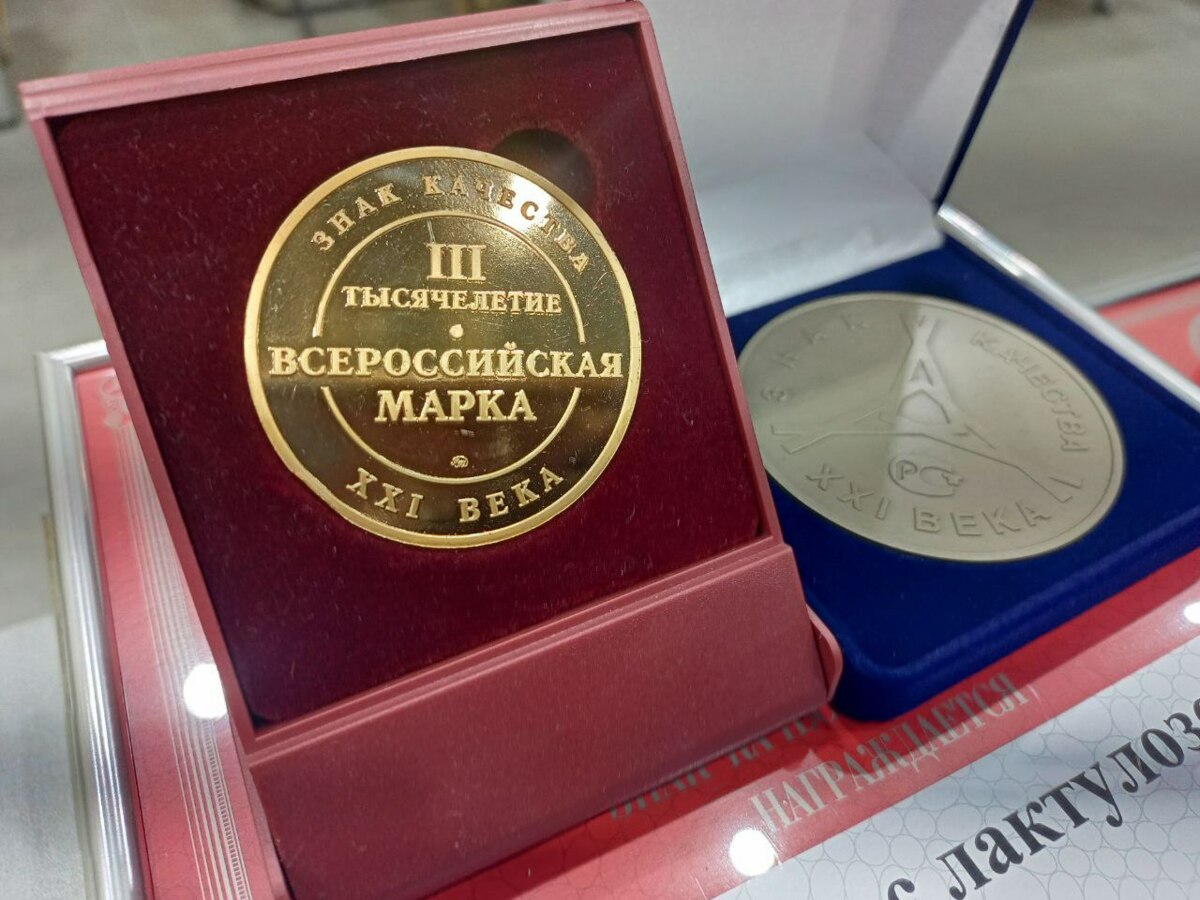 ЗНАК КАЧЕСТВА
III
ТЫСЯЧЕЛЕТИЕ
ВСЕРОССИЙСКАЯ
МАРКА
XXI ВЕКА
ЗНАК КАЧЕСТВА
XXI ВЕКА
НАГРАЖДАЕТСЯ
с лактулоз